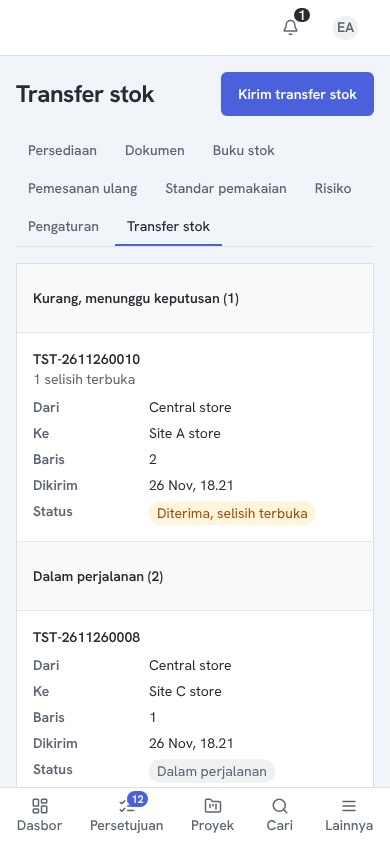 1
EA
Transfer stok
Kirim transfer stok
Persediaan Dokumen Buku stok
Pemesanan ulang Standar pemakaian Risiko
Pengaturan Transfer stok
Kurang, menunggu keputusan (1)
TST-2611260010
1 selisih terbuka
Dari Central store
Ke Site A store
Baris 2
Dikirim 26 Nov, 18.21
Status Diterima, selisih terbuka
Dalam perjalanan (2)
TST-2611260008
Dari Central store
Ke Site C store
Baris 1
Dikirim 26 Nov, 18.21
Status Dalam perjalanan
12
Dasbor Persetujuan Proyek Cari Lainnya